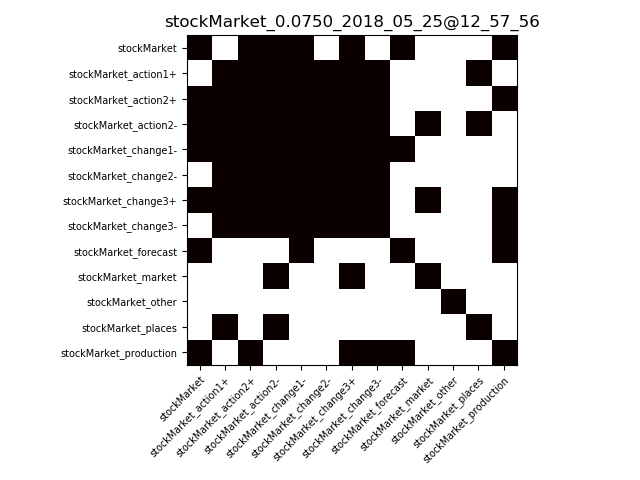 stockMarket_0.0750_2018_05_25@12_57_56
stockMarket
stockMarket_action1+
stockMarket_action2+
stockMarket_action2-
stockMarket_change1-
stockMarket_change2-
stockMarket_change3+
stockMarket_change3-
stockMarket_forecast
stockMarket_market
stockMarket_other
stockMarket_places
stockMarket_production
stockMarket
stockMarket_action1+
stockMarket_action2+
stockMarket_action2-
stockMarket_change1-
stockMarket_change2-
stockMarket_change3+
stockMarket_change3-
stockMarket_forecast
stockMarket_market
stockMarket_other
stockMarket_places
stockMarket_production